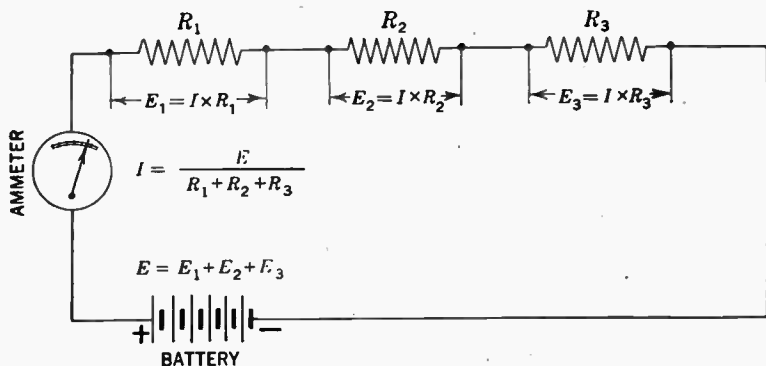 R₁ R₂ R₃
E₁ = I × R₁ E₂ = I × R₂ E₃ = I × R₃
AMMETER
I = E / (R₁ + R₂ + R₃)
E = E₁ + E₂ + E₃
+ −
BATTERY